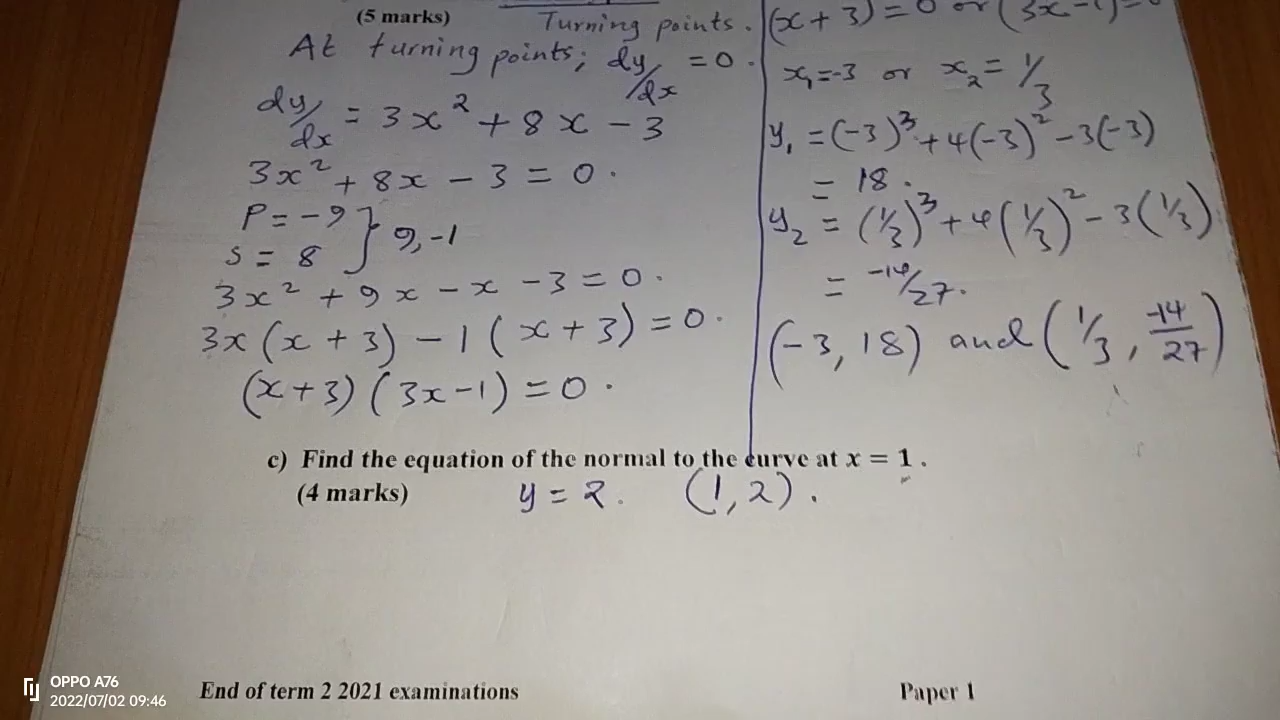 (5 marks) Turning points.
At turning points; dy/dx = 0.
dy/dx = 3x² + 8x - 3
3x² + 8x - 3 = 0.
P = -9
S = 8 } 9, -1
3x² + 9x - x - 3 = 0.
3x(x + 3) - 1(x + 3) = 0.
(x + 3)(3x - 1) = 0.
(x + 3) = 0 or (3x - 1) = 0
x₁ = -3 or x₂ = 1/3
y₁ = (-3)³ + 4(-3)² - 3(-3)
= 18.
y₂ = (1/3)³ + 4(1/3)² - 3(1/3)
= -14/27.
(-3, 18) and (1/3, -14/27)
c) Find the equation of the normal to the curve at x = 1.
(4 marks) y = 2. (1, 2).
End of term 2 2021 examinations Paper 1
OPPO A76
2022/07/02 09:46